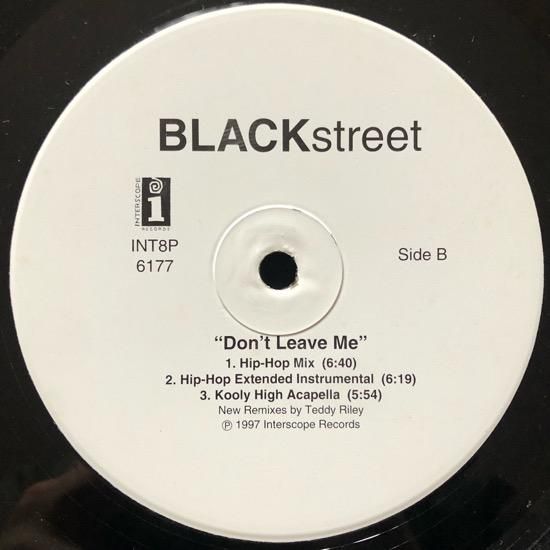 BLACKstreet
INTERSCOPE
i
RECORDS
INT8P
6177
Side B
“Don't Leave Me”
1. Hip-Hop Mix (6:40)
2. Hip-Hop Extended Instrumental (6:19)
3. Kooly High Acapella (5:54)
New Remixes by Teddy Riley
℗ 1997 Interscope Records